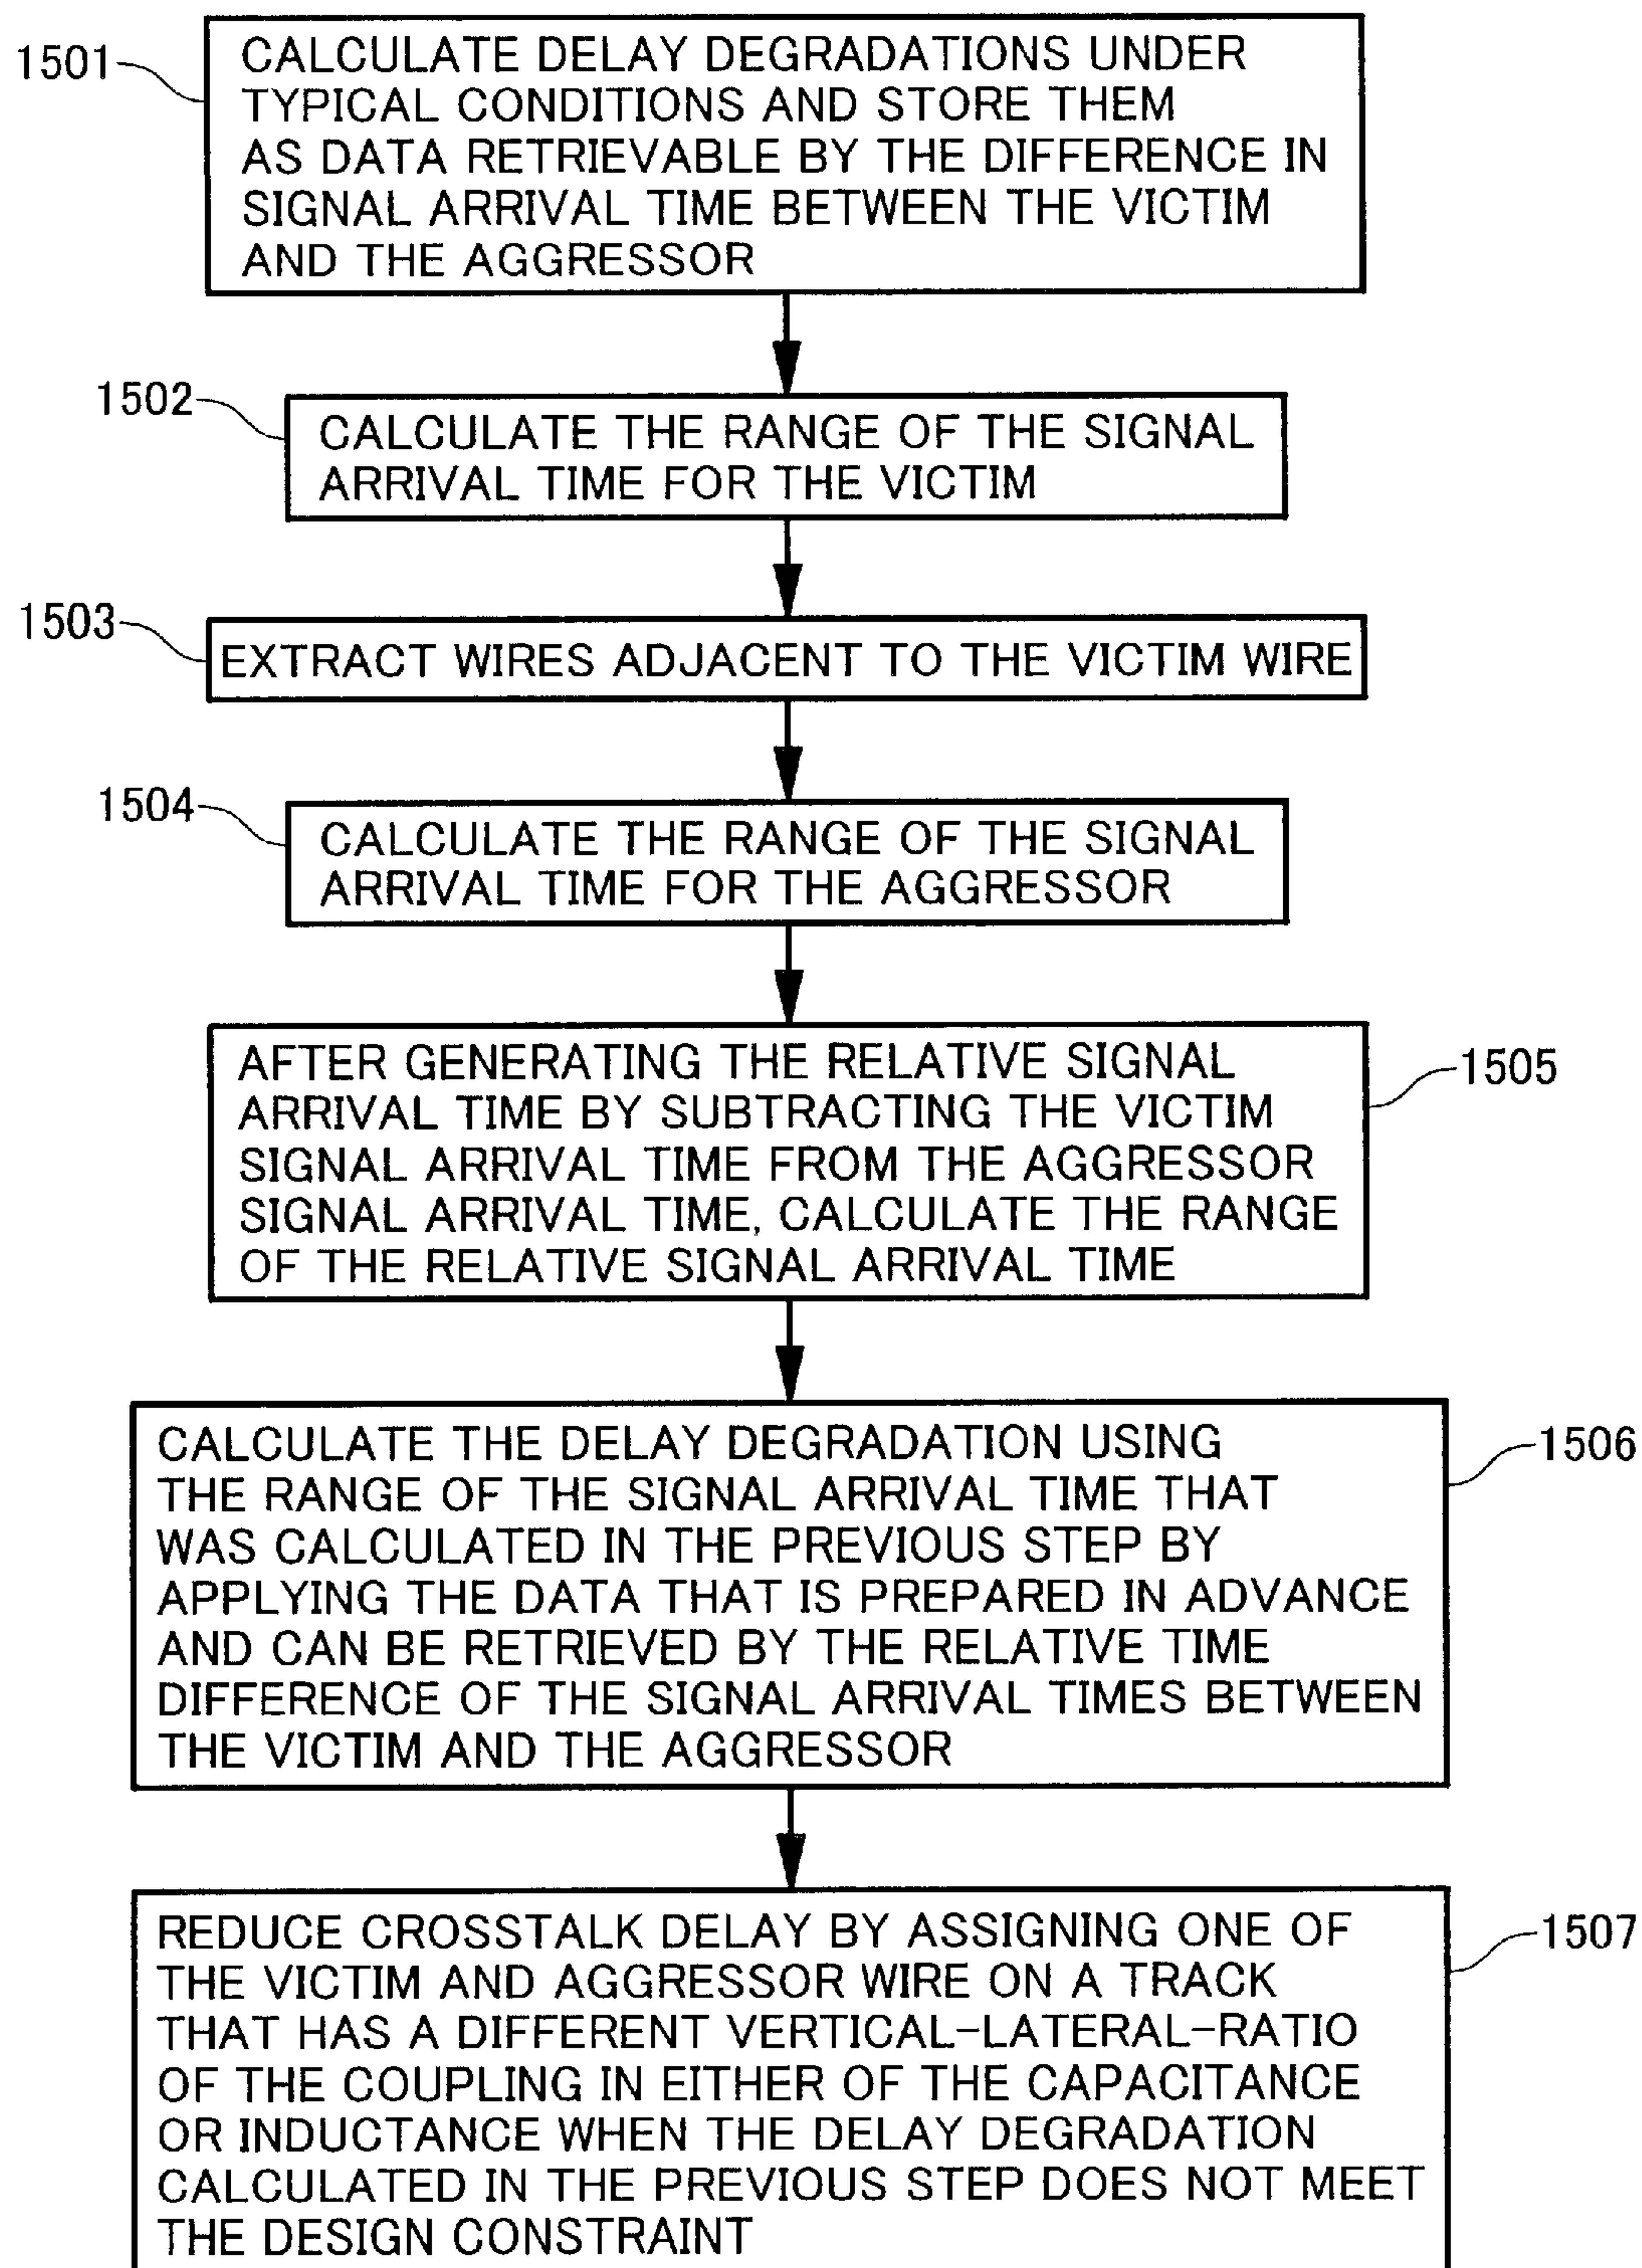 1501
CALCULATE DELAY DEGRADATIONS UNDER
TYPICAL CONDITIONS AND STORE THEM
AS DATA RETRIEVABLE BY THE DIFFERENCE IN
SIGNAL ARRIVAL TIME BETWEEN THE VICTIM
AND THE AGGRESSOR
1502
CALCULATE THE RANGE OF THE SIGNAL
ARRIVAL TIME FOR THE VICTIM
1503
EXTRACT WIRES ADJACENT TO THE VICTIM WIRE
1504
CALCULATE THE RANGE OF THE SIGNAL
ARRIVAL TIME FOR THE AGGRESSOR
1505
AFTER GENERATING THE RELATIVE SIGNAL
ARRIVAL TIME BY SUBTRACTING THE VICTIM
SIGNAL ARRIVAL TIME FROM THE AGGRESSOR
SIGNAL ARRIVAL TIME, CALCULATE THE RANGE
OF THE RELATIVE SIGNAL ARRIVAL TIME
1506
CALCULATE THE DELAY DEGRADATION USING
THE RANGE OF THE SIGNAL ARRIVAL TIME THAT
WAS CALCULATED IN THE PREVIOUS STEP BY
APPLYING THE DATA THAT IS PREPARED IN ADVANCE
AND CAN BE RETRIEVED BY THE RELATIVE TIME
DIFFERENCE OF THE SIGNAL ARRIVAL TIMES BETWEEN
THE VICTIM AND THE AGGRESSOR
1507
REDUCE CROSSTALK DELAY BY ASSIGNING ONE OF
THE VICTIM AND AGGRESSOR WIRE ON A TRACK
THAT HAS A DIFFERENT VERTICAL-LATERAL-RATIO
OF THE COUPLING IN EITHER OF THE CAPACITANCE
OR INDUCTANCE WHEN THE DELAY DEGRADATION
CALCULATED IN THE PREVIOUS STEP DOES NOT MEET
THE DESIGN CONSTRAINT